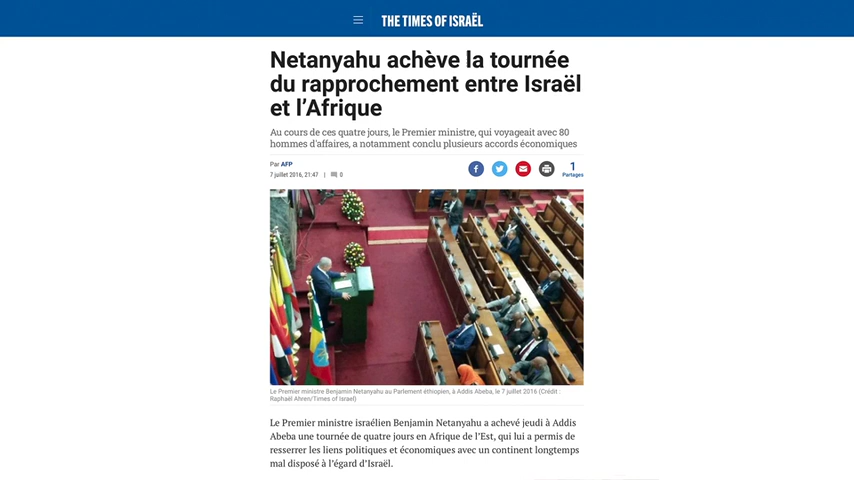 THE TIMES OF ISRAËL
Netanyahu achève la tournée
du rapprochement entre Israël
et l'Afrique
Au cours de ces quatre jours, le Premier ministre, qui voyageait avec 80
hommes d'affaires, a notamment conclu plusieurs accords économiques
Par AFP
7 juillet 2016, 21:47 | 0
1
Partages
Le Premier ministre Benjamin Netanyahu au Parlement éthiopien, à Addis Abeba, le 7 juillet 2016 (Crédit :
Raphaël Ahren/Times of Israel)
Le Premier ministre israélien Benjamin Netanyahu a achevé jeudi à Addis
Abeba une tournée de quatre jours en Afrique de l'Est, qui lui a permis de
resserrer les liens politiques et économiques avec un continent longtemps
mal disposé à l'égard d'Israël.